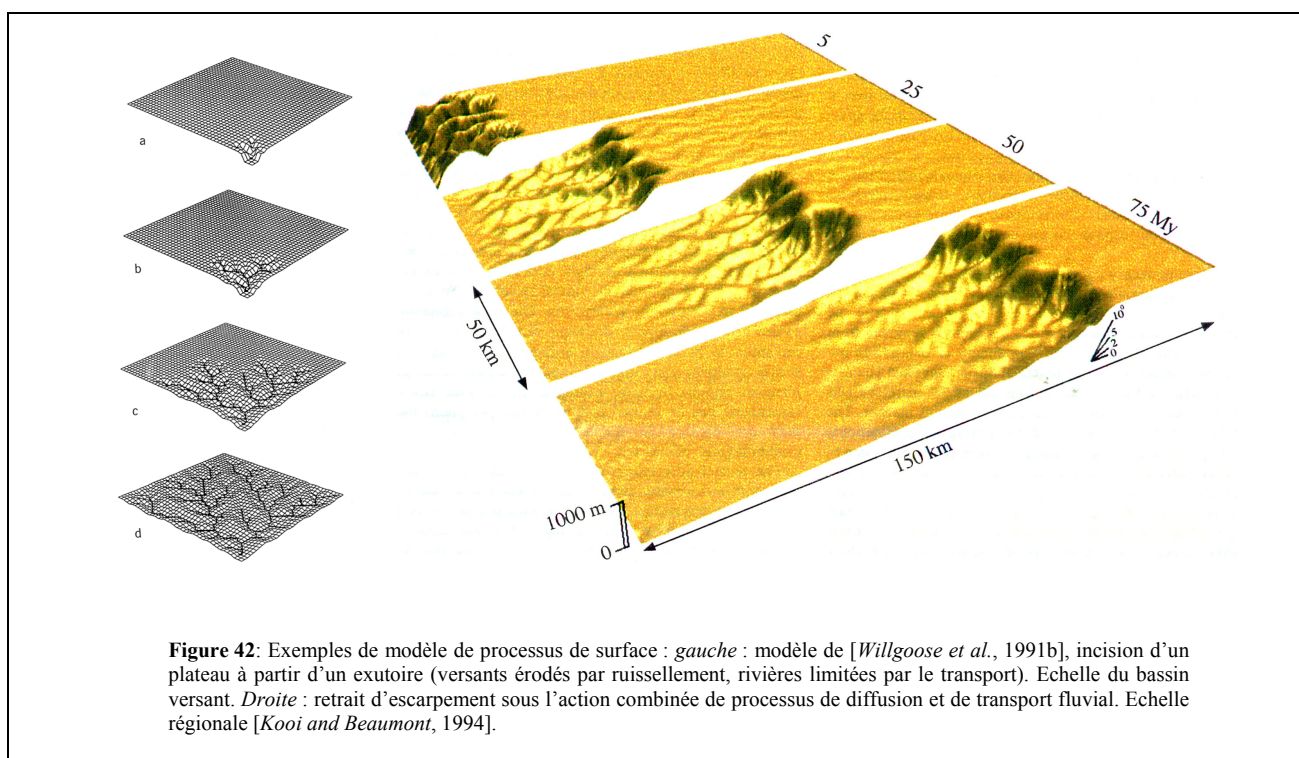 a
b
c
d
5
25
50
75 My
50 km
150 km
1000 m
0
10°
5
2
0
Figure 42: Exemples de modèle de processus de surface : gauche : modèle de [Willgoose et al., 1991b], incision d’un
plateau à partir d’un exutoire (versants érodés par ruissellement, rivières limitées par le transport). Echelle du bassin
versant. Droite : retrait d’escarpement sous l’action combinée de processus de diffusion et de transport fluvial. Echelle
régionale [Kooi and Beaumont, 1994].